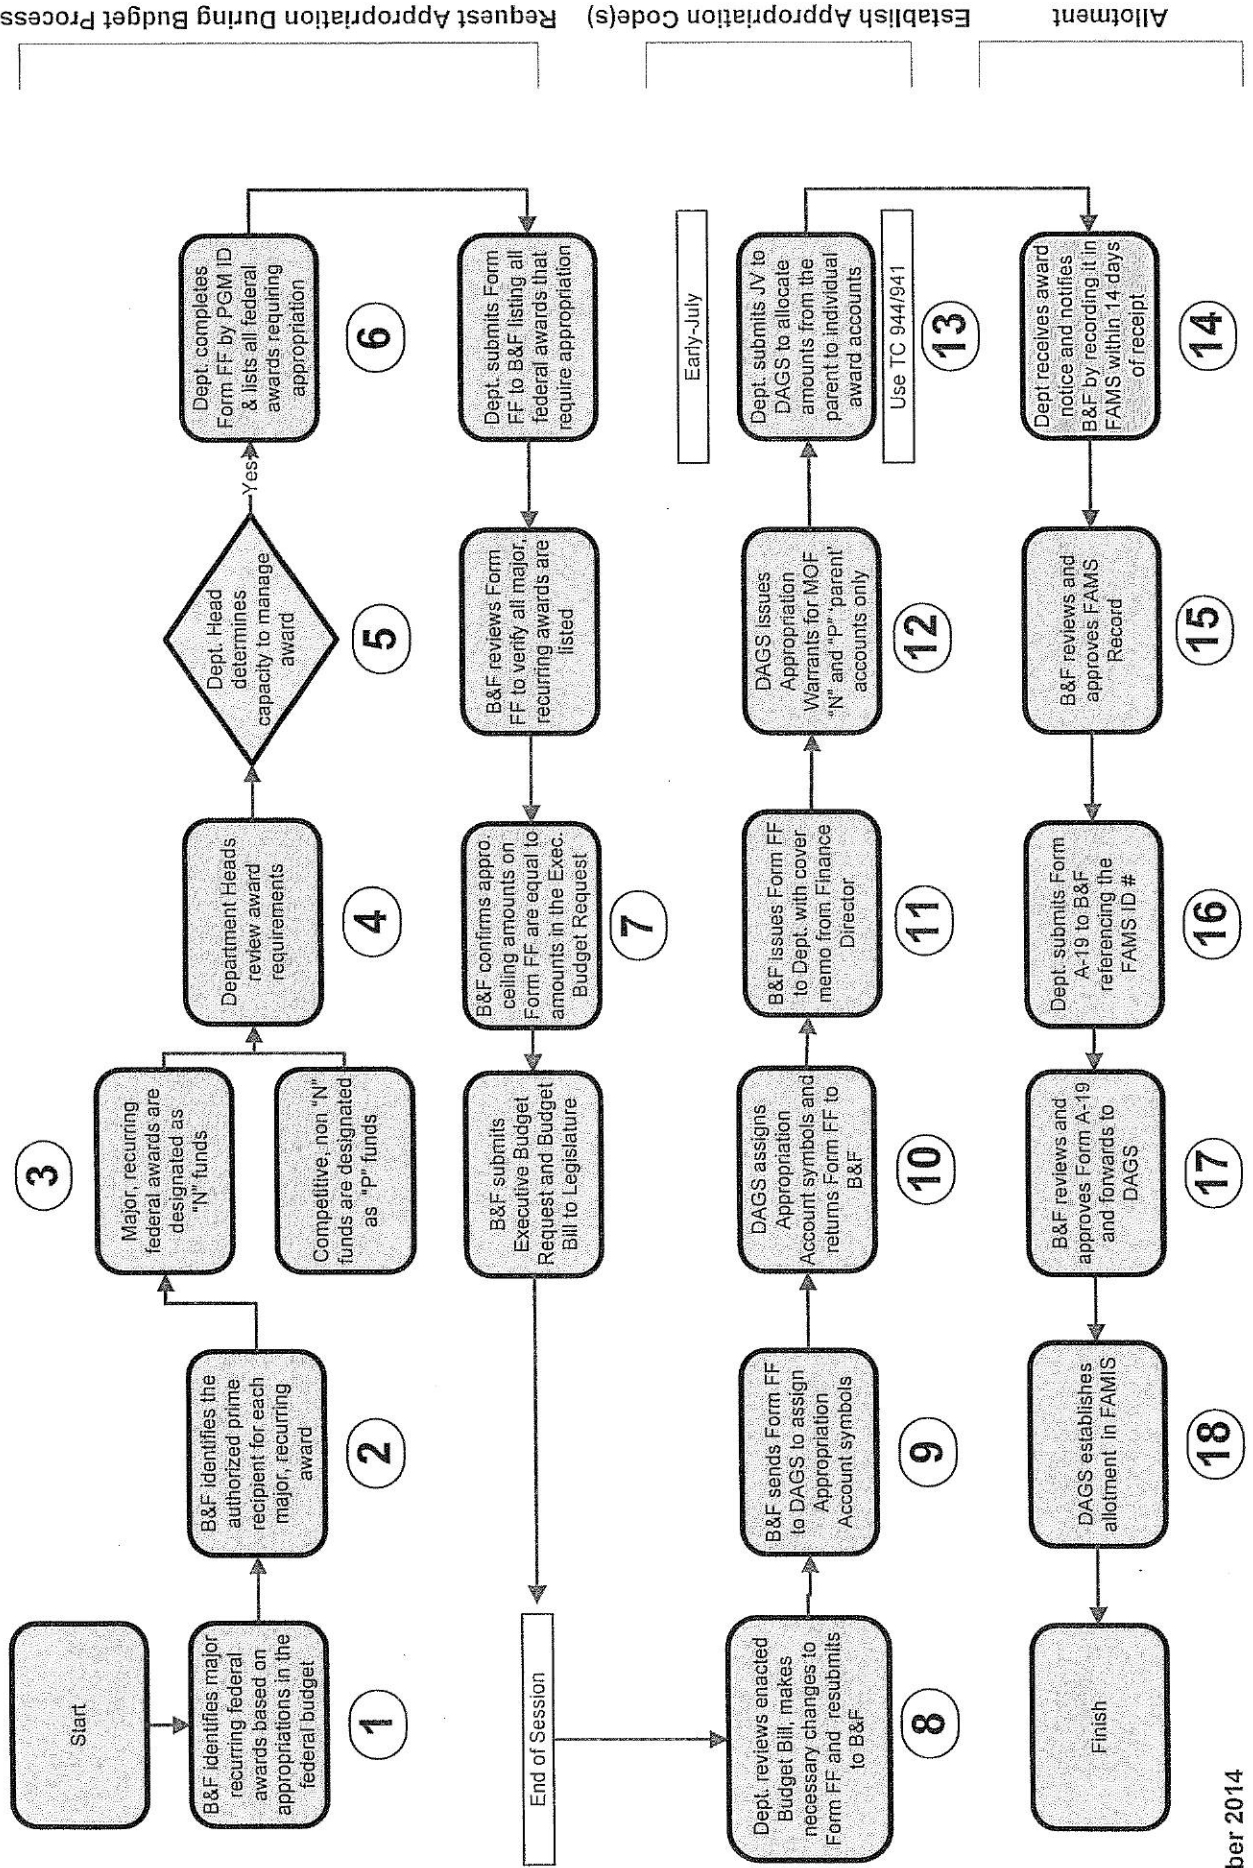 Request Appropriation During Budget Process
Start
B&F identifies major
recurring federal
awards based on
appropriations in the
federal budget
1
B&F identifies the
authorized prime
recipient for each
major, recurring
award
2
3
Major, recurring
federal awards are
designated as
"N" funds
Competitive, non "N"
funds are designated
as "P" funds
Department Heads
review award
requirements
4
Dept. Head
determines
capacity to manage
award
5
Yes
Dept. completes
Form FF by PGM ID
& lists all federal
awards requiring
appropriation
6
Dept. submits Form
FF to B&F listing all
federal awards that
require appropriation
B&F reviews Form
FF to verify all major,
recurring awards are
listed
B&F confirms appro.
ceiling amounts on
Form FF are equal to
amounts in the Exec.
Budget Request
7
B&F submits
Executive Budget
Request and Budget
Bill to Legislature
End of Session
Establish Appropriation Code(s)
Dept. reviews enacted
Budget Bill, makes
necessary changes to
Form FF and resubmits
to B&F
8
B&F sends Form FF
to DAGS to assign
Appropriation
Account symbols
9
DAGS assigns
Appropriation
Account symbols and
returns Form FF to
B&F
10
B&F issues Form FF
to Dept. with cover
memo from Finance
Director
11
DAGS issues
Appropriation
Warrants for MOF
"N" and "P" 'parent'
accounts only
12
Early-July
Dept. submits JV to
DAGS to allocate
amounts from the
parent to individual
award accounts
Use TC 944/941
13
Allotment
Dept receives award
notice and notifies
B&F by recording it in
FAMS within 14 days
of receipt
14
B&F reviews and
approves FAMS
Record
15
Dept. submits Form
A-19 to B&F
referencing the
FAMS ID #
16
B&F reviews and
approves Form A-19
and forwards to
DAGS
17
DAGS establishes
allotment in FAMIS
18
Finish
ber 2014